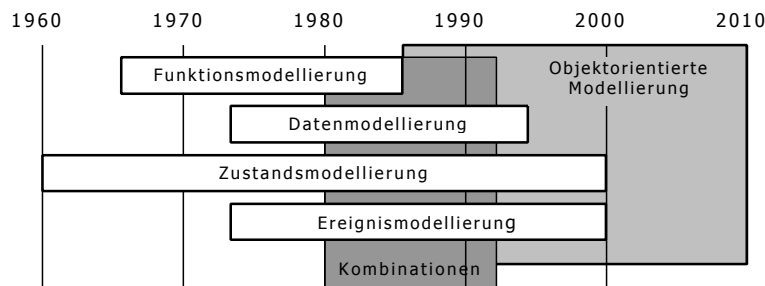 1960 1970 1980 1990 2000 2010
Funktionsmodellierung
Objektorientierte
Modellierung
Datenmodellierung
Zustandsmodellierung
Ereignismodellierung
Kombinationen